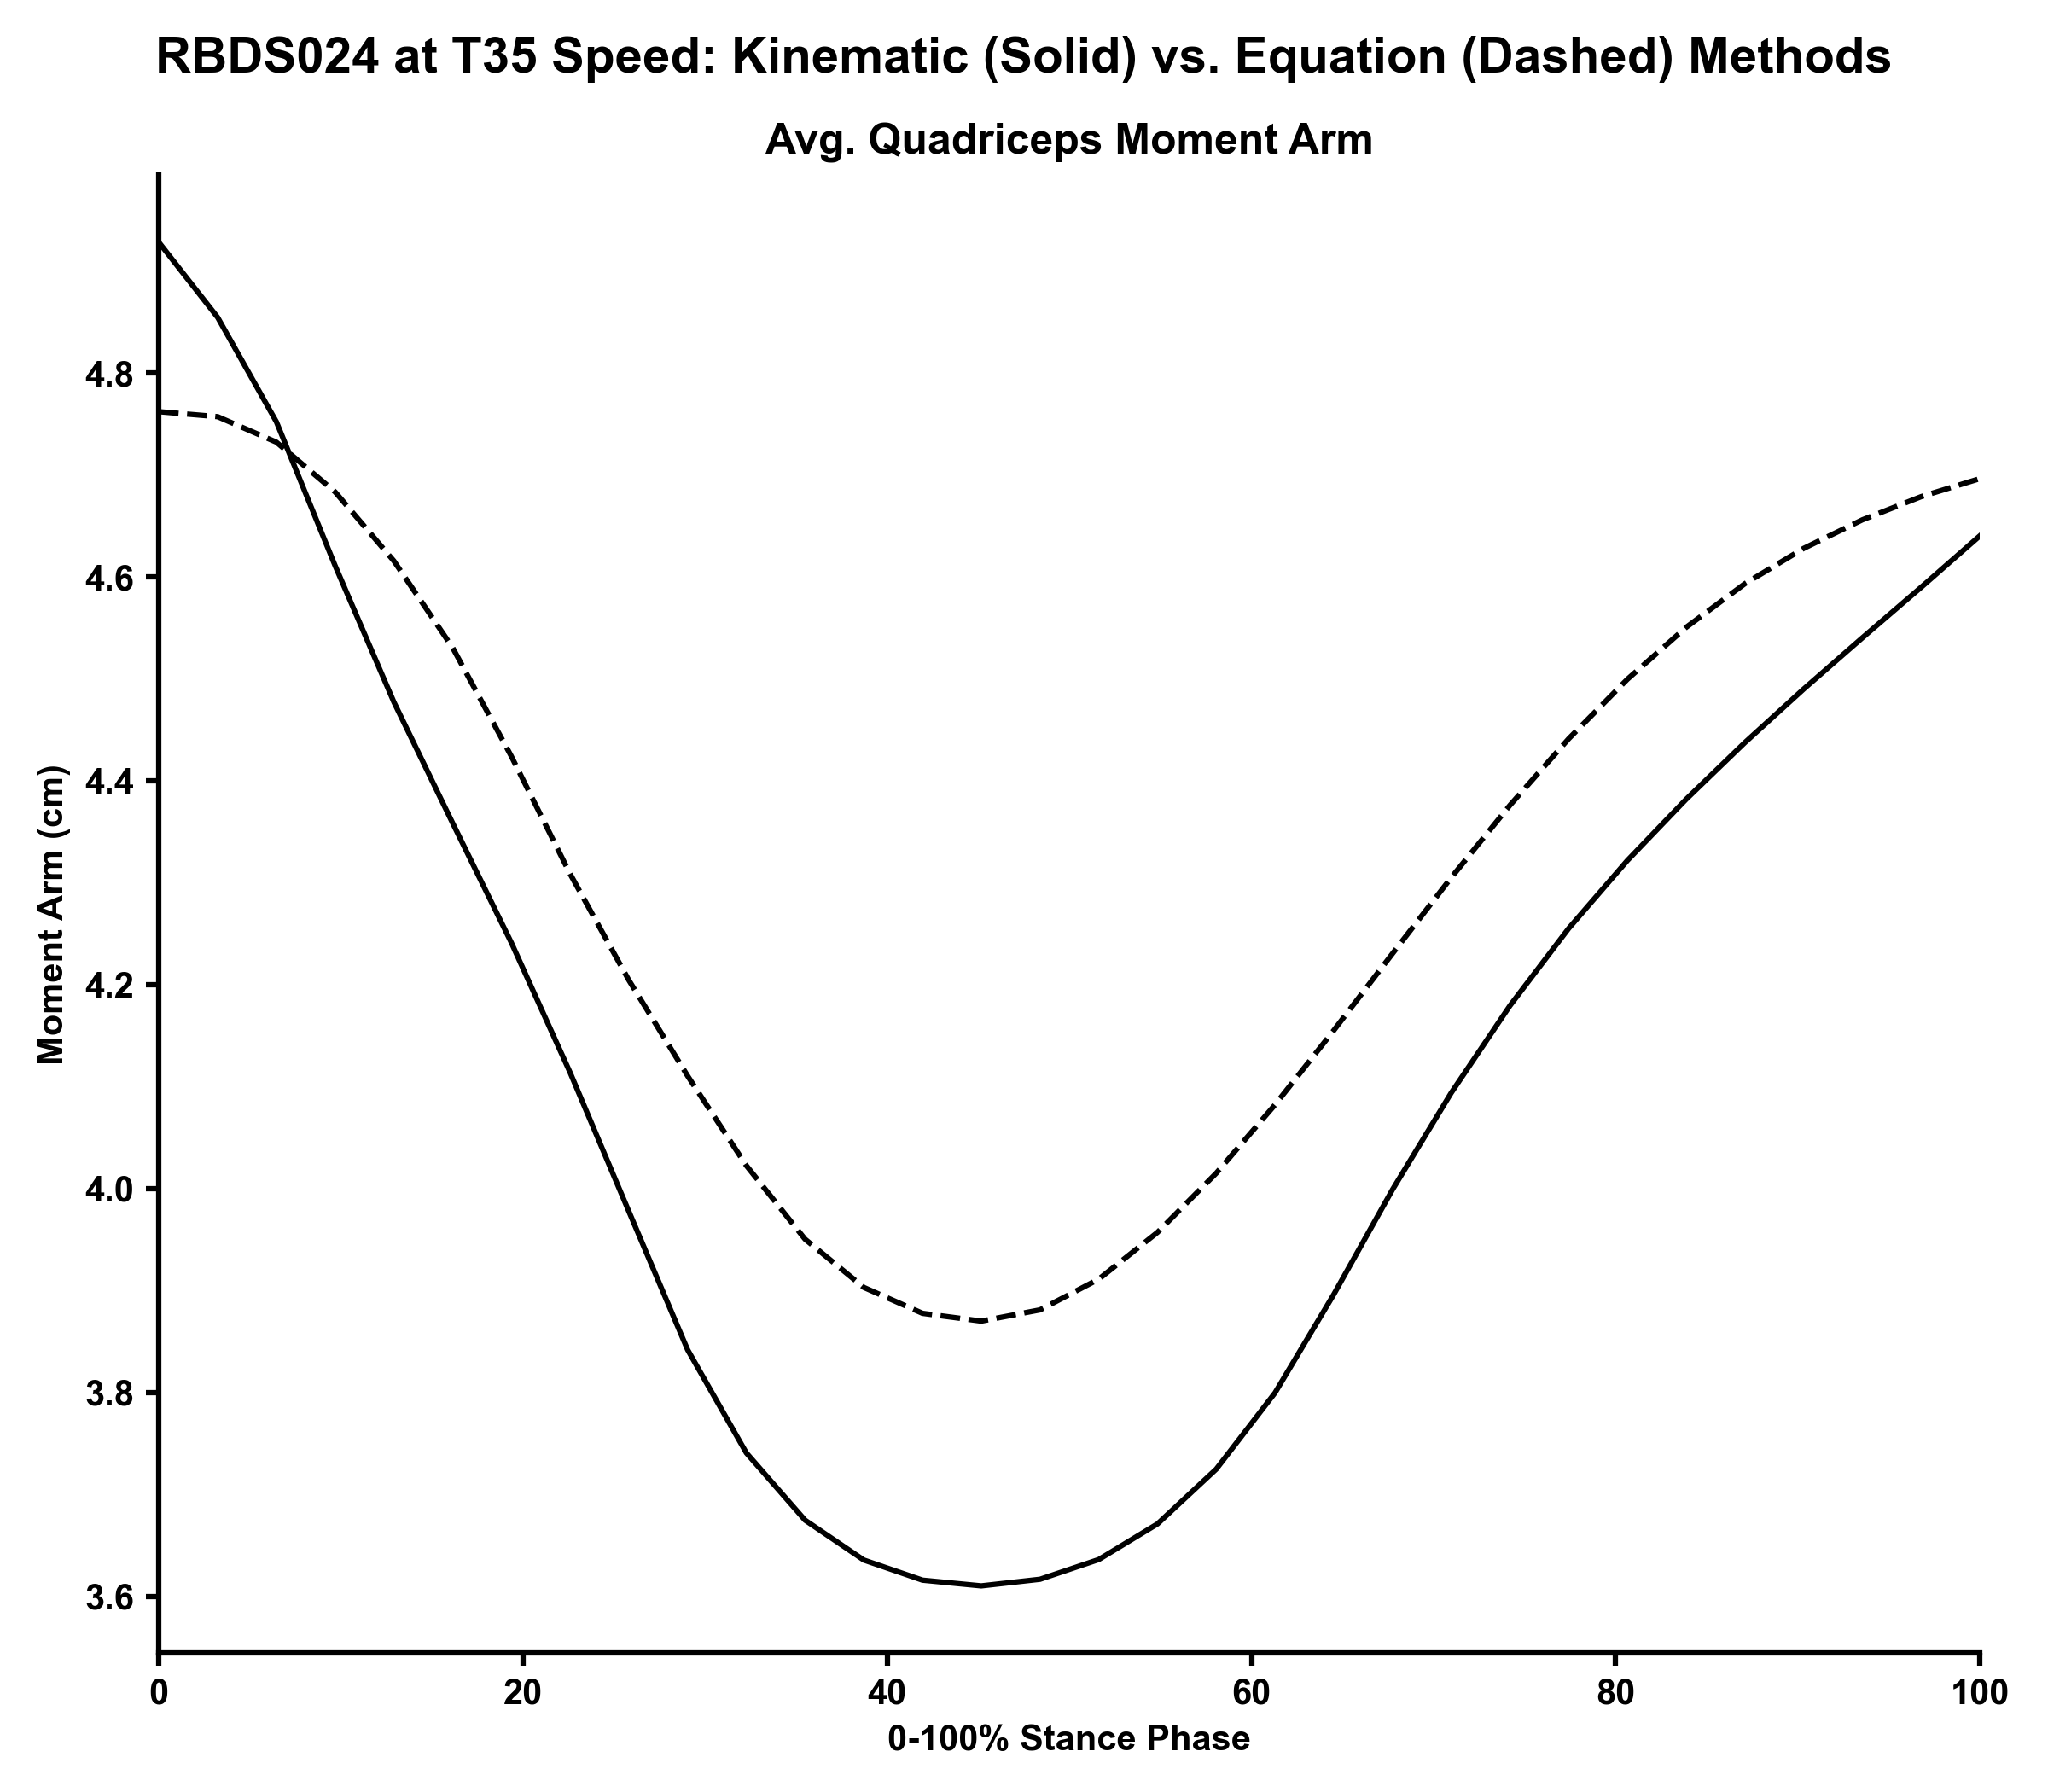 RBDS024 at T35 Speed: Kinematic (Solid) vs. Equation (Dashed) Methods
Avg. Quadriceps Moment Arm
Moment Arm (cm)
4.8
4.6
4.4
4.2
4.0
3.8
3.6
0 20 40 60 80 100
0-100% Stance Phase